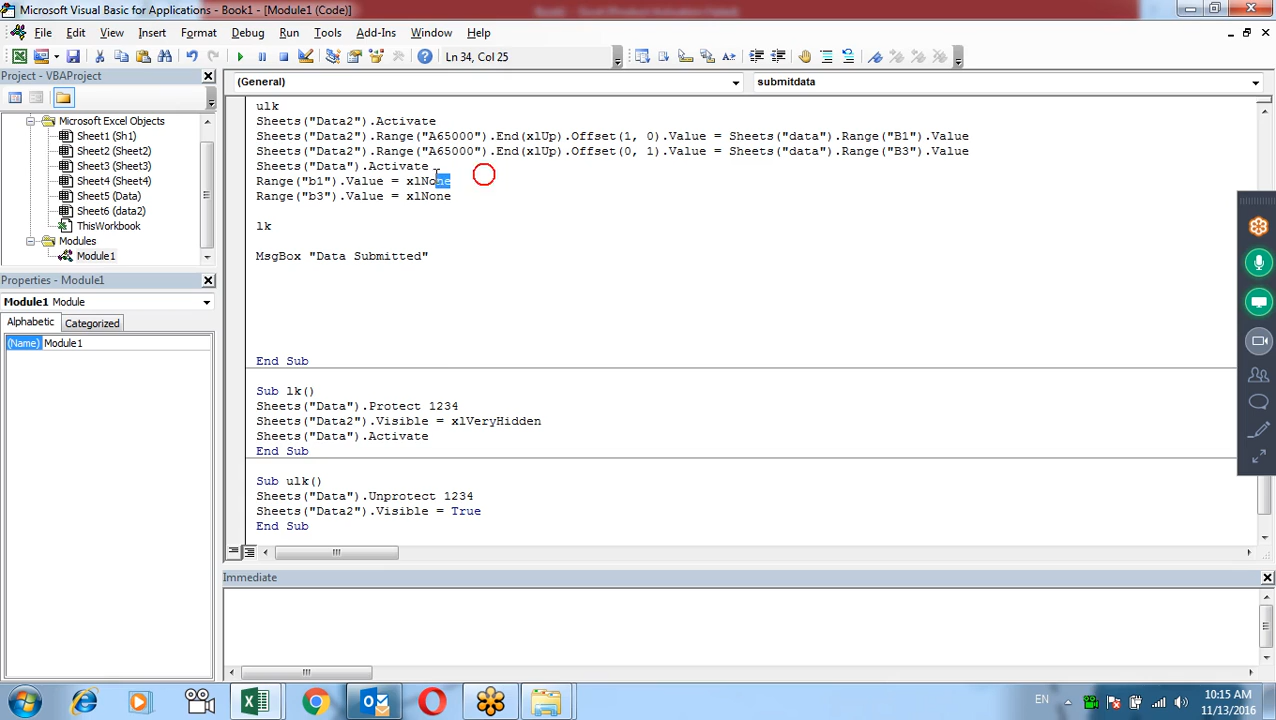 Microsoft Visual Basic for Applications - Book1 - [Module1 (Code)]
File Edit View Insert Format Debug Run Tools Add-Ins Window Help
Ln 34, Col 25
Project - VBAProject
(General) submitdata
Microsoft Excel Objects
Sheet1 (Sh1)
Sheet2 (Sheet2)
Sheet3 (Sheet3)
Sheet4 (Sheet4)
Sheet5 (Data)
Sheet6 (data2)
ThisWorkbook
Modules
Module1
Properties - Module1
Module1 Module
Alphabetic Categorized
(Name) Module1
ulk
Sheets("Data2").Activate
Sheets("Data2").Range("A65000").End(xlUp).Offset(1, 0).Value = Sheets("data").Range("B1").Value
Sheets("Data2").Range("A65000").End(xlUp).Offset(0, 1).Value = Sheets("data").Range("B3").Value
Sheets("Data").Activate
Range("b1").Value = xlNone
Range("b3").Value = xlNone
lk
MsgBox "Data Submitted"
End Sub
Sub lk()
Sheets("Data").Protect 1234
Sheets("Data2").Visible = xlVeryHidden
Sheets("Data").Activate
End Sub
Sub ulk()
Sheets("Data").Unprotect 1234
Sheets("Data2").Visible = True
End Sub
Immediate
EN
10:15 AM
11/13/2016